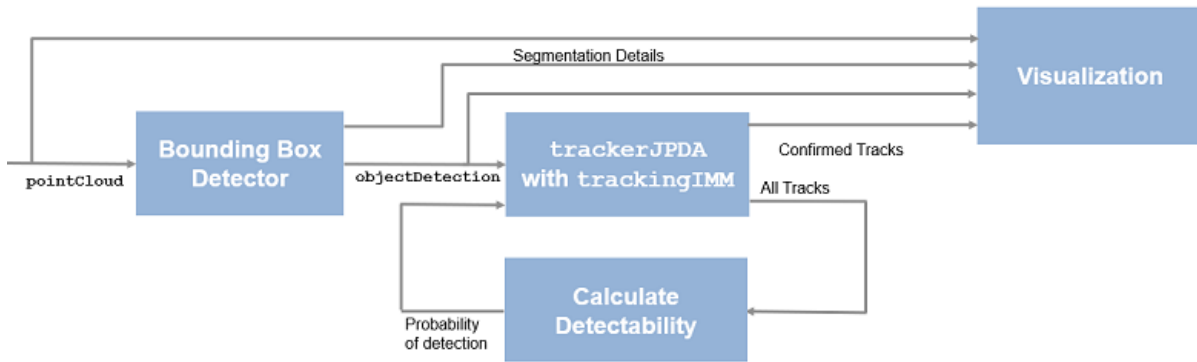 Segmentation Details
Visualization
Bounding Box
Detector
pointCloud
objectDetection
trackerJPDA
with trackingIMM
Confirmed Tracks
All Tracks
Calculate
Detectability
Probability
of detection